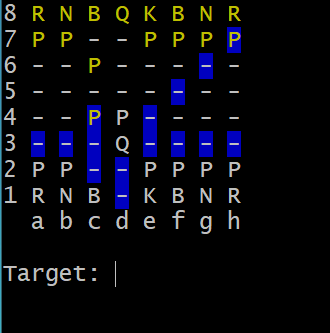 8 R N B Q K B N R
7 P P - - P P P P
6 - - P - - - - -
5 - - - - - - - -
4 - - P P - - - -
3 - - - Q - - - -
2 P P - - P P P P
1 R N B - K B N R
a b c d e f g h
Target: